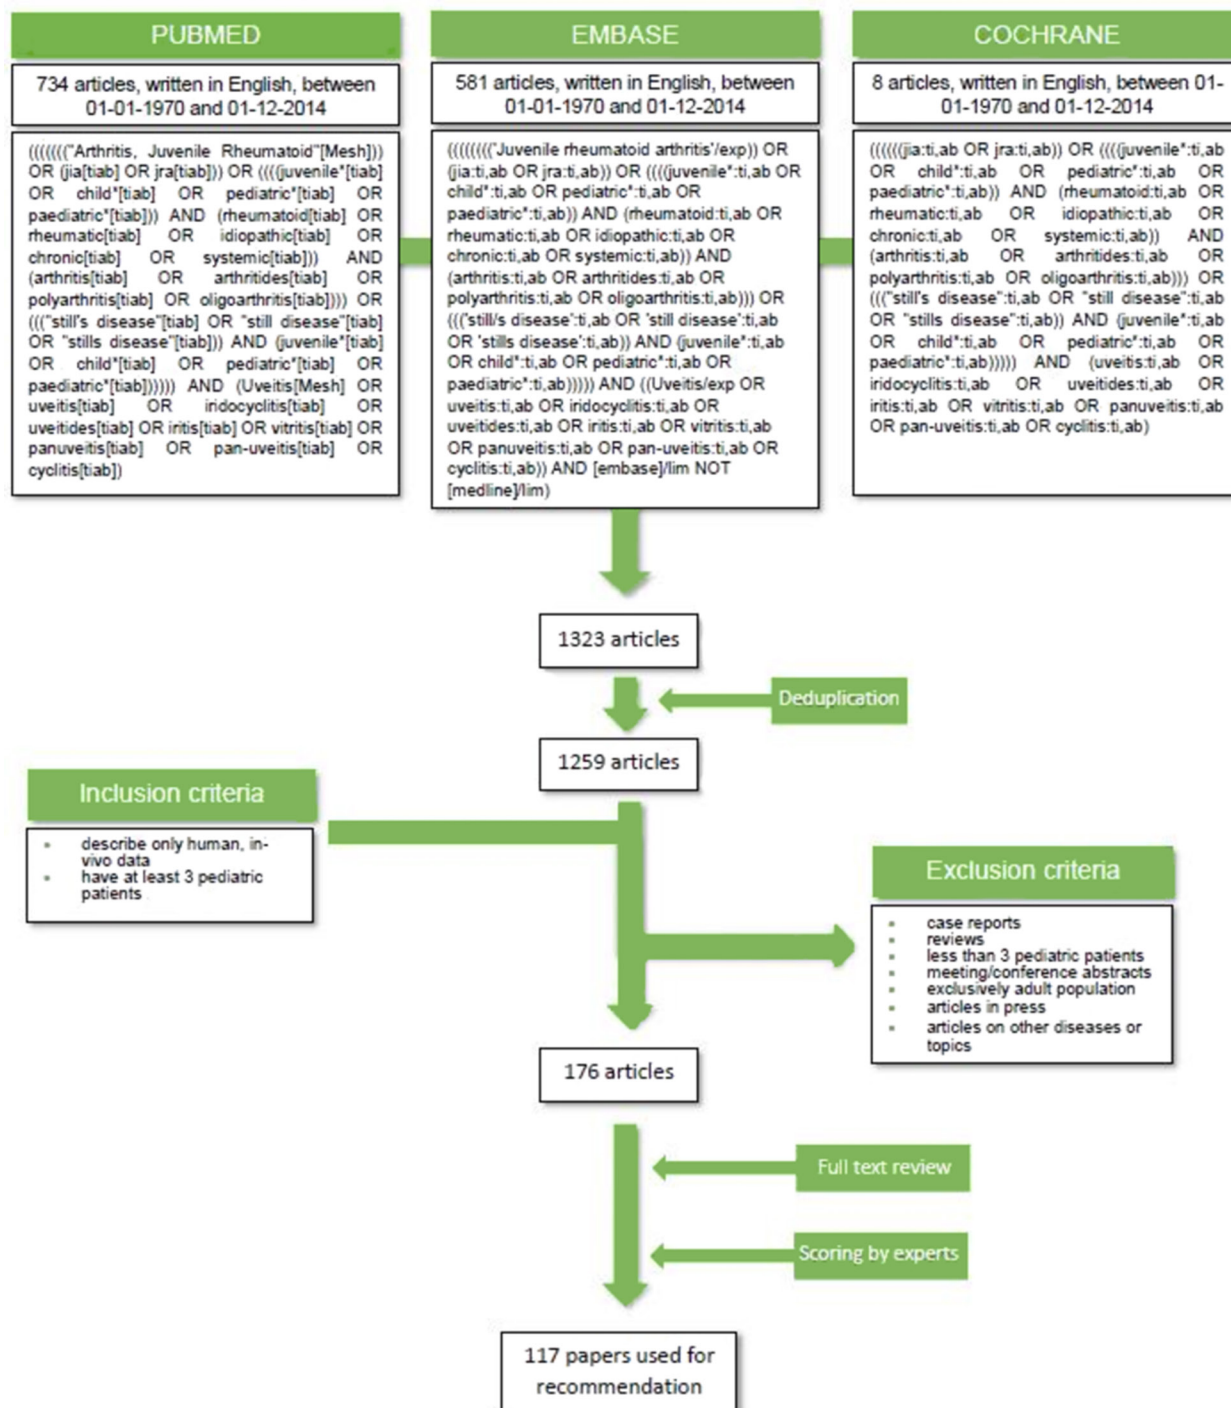 PUBMED
734 articles, written in English, between
01-01-1970 and 01-12-2014
((((((("Arthritis, Juvenile Rheumatoid"[Mesh]))
OR (jia[tiab] OR jra[tiab])) OR ((((juvenile*[tiab]
OR child*[tiab] OR pediatric*[tiab] OR
paediatric*[tiab])) AND (rheumatoid[tiab] OR
rheumatic[tiab] OR idiopathic[tiab] OR
chronic[tiab] OR systemic[tiab])) AND
(arthritis[tiab] OR arthritides[tiab] OR
polyarthritis[tiab] OR oligoarthritis[tiab]))) OR
((("still's disease"[tiab] OR "still disease"[tiab]
OR "stills disease"[tiab])) AND (juvenile*[tiab]
OR child*[tiab] OR pediatric*[tiab] OR
paediatric*[tiab])))))) AND (Uveitis[Mesh] OR
uveitis[tiab] OR iridocyclitis[tiab] OR
uveitides[tiab] OR iritis[tiab] OR vitritis[tiab] OR
panuveitis[tiab] OR pan-uveitis[tiab] OR
cyclitis[tiab])
EMBASE
581 articles, written in English, between
01-01-1970 and 01-12-2014
(((((((('Juvenile rheumatoid arthritis'/exp)) OR
(jia:ti,ab OR jra:ti,ab)) OR ((((juvenile*:ti,ab OR
child*:ti,ab OR pediatric*:ti,ab OR
paediatric*:ti,ab)) AND (rheumatoid:ti,ab OR
rheumatic:ti,ab OR idiopathic:ti,ab OR
chronic:ti,ab OR systemic:ti,ab)) AND
(arthritis:ti,ab OR arthritides:ti,ab OR
polyarthritis:ti,ab OR oligoarthritis:ti,ab))) OR
((('still/s disease':ti,ab OR 'still disease':ti,ab
OR 'stills disease':ti,ab)) AND (juvenile*:ti,ab
OR child*:ti,ab OR pediatric*:ti,ab OR
paediatric*:ti,ab))))) AND ((Uveitis/exp OR
uveitis:ti,ab OR iridocyclitis:ti,ab OR
uveitides:ti,ab OR iritis:ti,ab OR vitritis:ti,ab
OR panuveitis:ti,ab OR pan-uveitis:ti,ab OR
cyclitis:ti,ab)) AND [embase]/lim NOT
[medline]/lim)
COCHRANE
8 articles, written in English, between 01-
01-1970 and 01-12-2014
((((((jia:ti,ab OR jra:ti,ab)) OR ((((juvenile*:ti,ab
OR child*:ti,ab OR pediatric*:ti,ab OR
paediatric*:ti,ab)) AND (rheumatoid:ti,ab OR
rheumatic:ti,ab OR idiopathic:ti,ab OR
chronic:ti,ab OR systemic:ti,ab)) AND
(arthritis:ti,ab OR arthritides:ti,ab OR
polyarthritis:ti,ab OR oligoarthritis:ti,ab))) OR
((("still's disease":ti,ab OR "still disease":ti,ab
OR "stills disease":ti,ab)) AND (juvenile*:ti,ab
OR child*:ti,ab OR pediatric*:ti,ab OR
paediatric*:ti,ab))))) AND (uveitis:ti,ab OR
iridocyclitis:ti,ab OR uveitides:ti,ab OR
iritis:ti,ab OR vitritis:ti,ab OR panuveitis:ti,ab
OR pan-uveitis:ti,ab OR cyclitis:ti,ab)
1323 articles
Deduplication
1259 articles
Inclusion criteria
▪ describe only human, in-
vivo data
▪ have at least 3 pediatric
patients
Exclusion criteria
▪ case reports
▪ reviews
▪ less than 3 pediatric patients
▪ meeting/conference abstracts
▪ exclusively adult population
▪ articles in press
▪ articles on other diseases or
topics
176 articles
Full text review
Scoring by experts
117 papers used for
recommendation